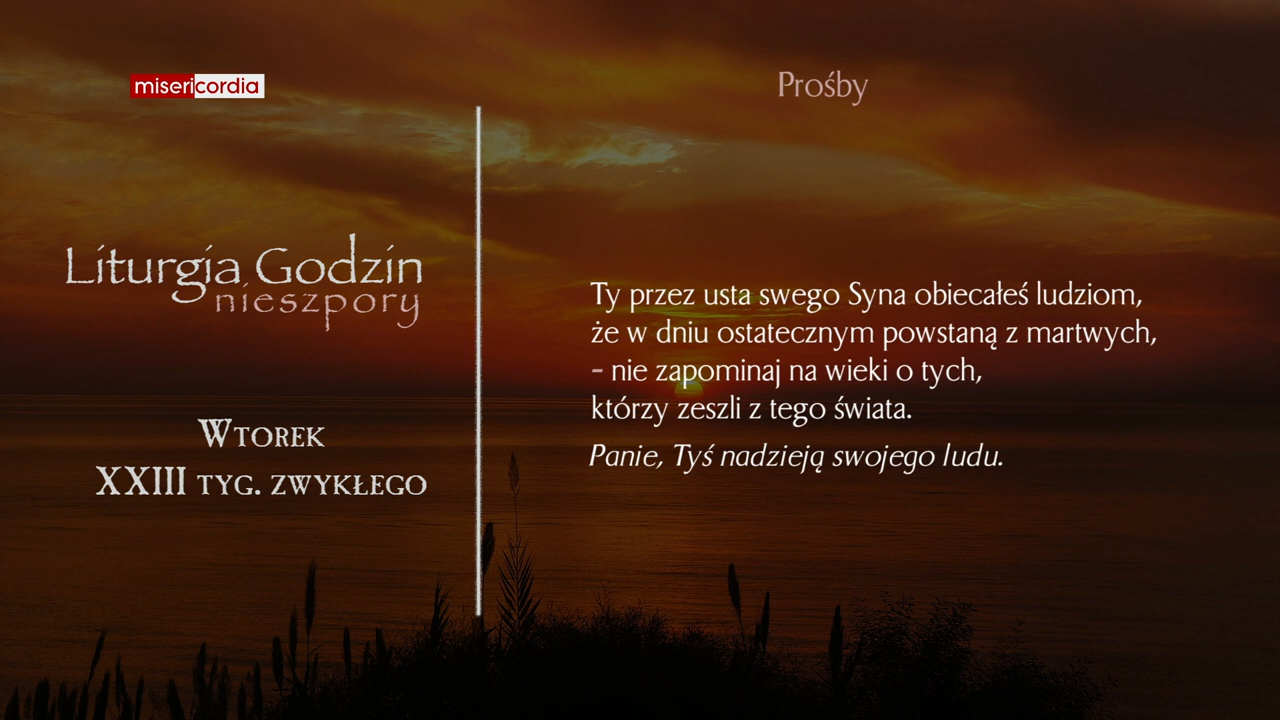 misericordia
Prośby
Liturgia Godzin
nieszpory
Wtorek
XXIII tyg. zwykłego
Ty przez usta swego Syna obiecałeś ludziom,
że w dniu ostatecznym powstaną z martwych,
- nie zapominaj na wieki o tych,
którzy zeszli z tego świata.
Panie, Tyś nadzieją swojego ludu.